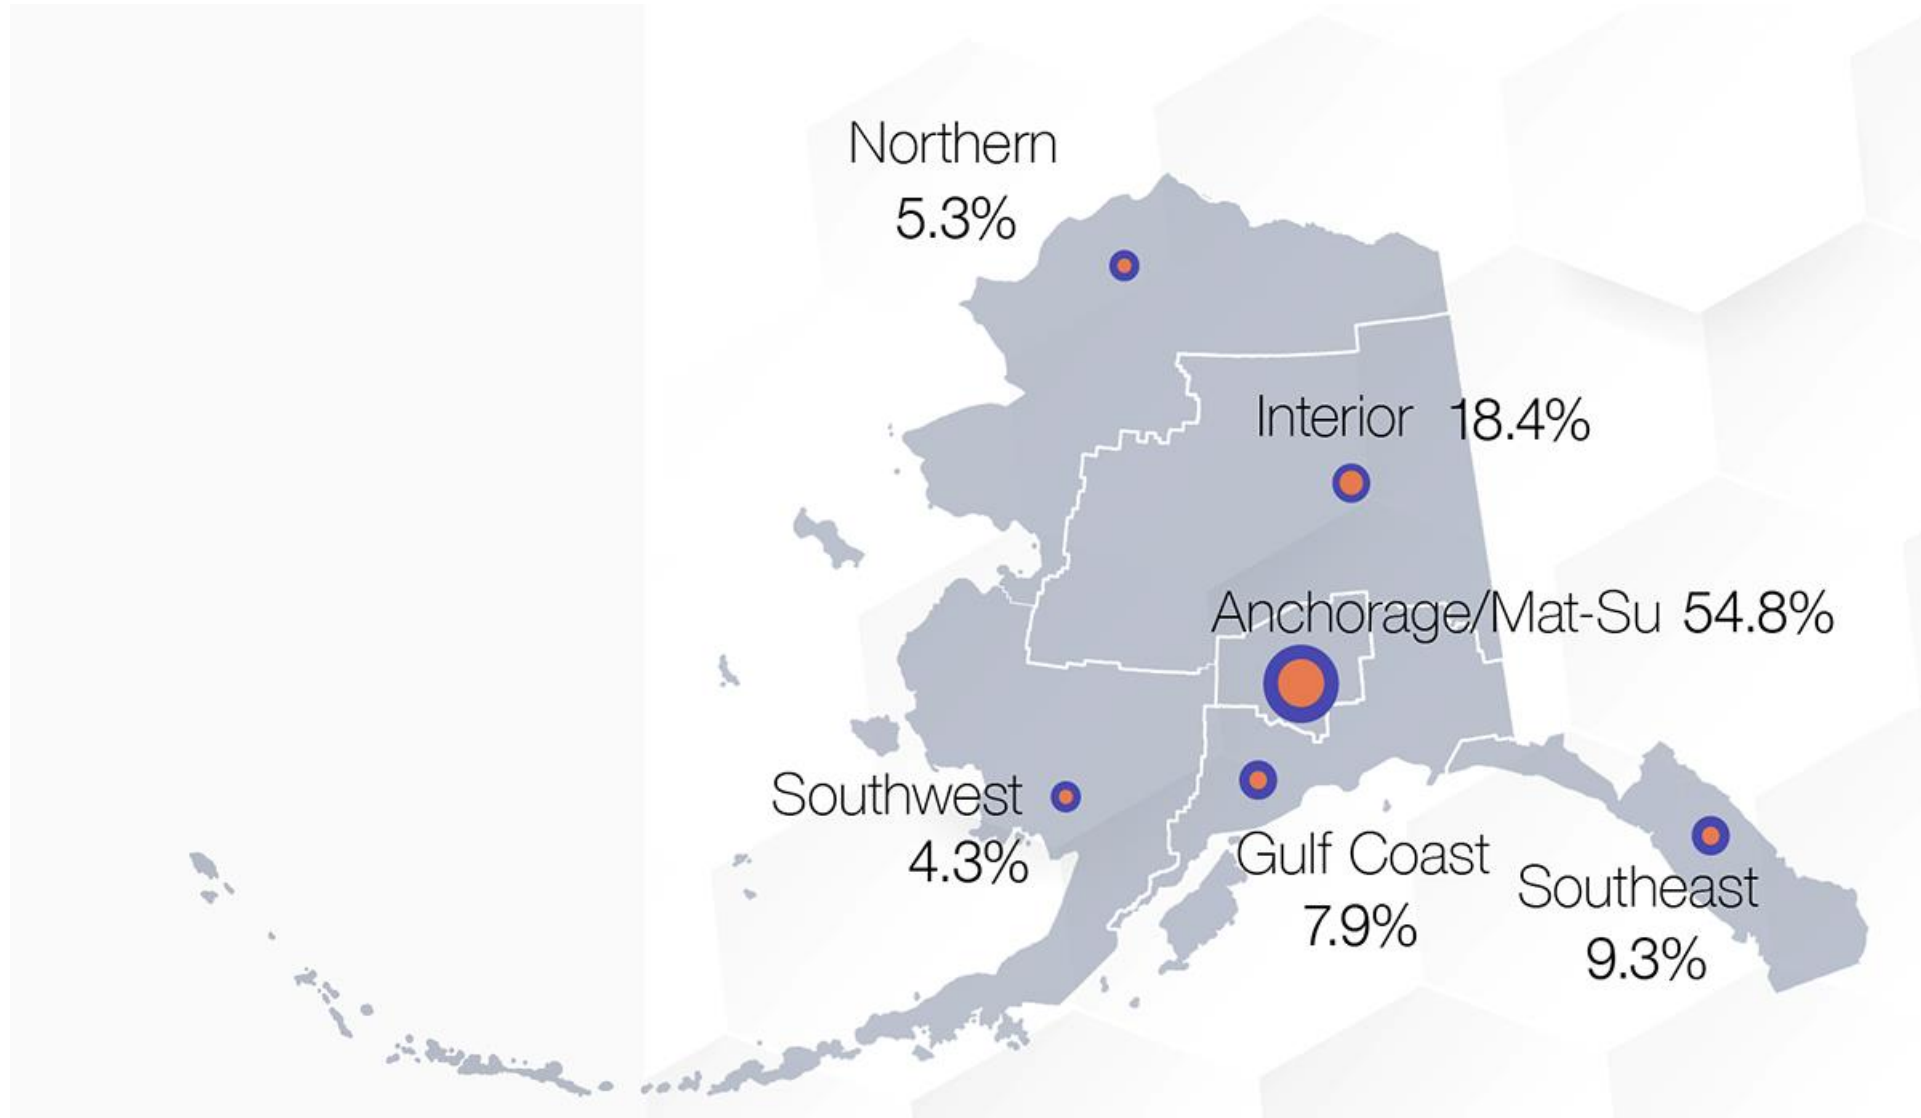 Northern
5.3%
Interior 18.4%
Anchorage/Mat-Su 54.8%
Southwest
4.3%
Gulf Coast
7.9%
Southeast
9.3%